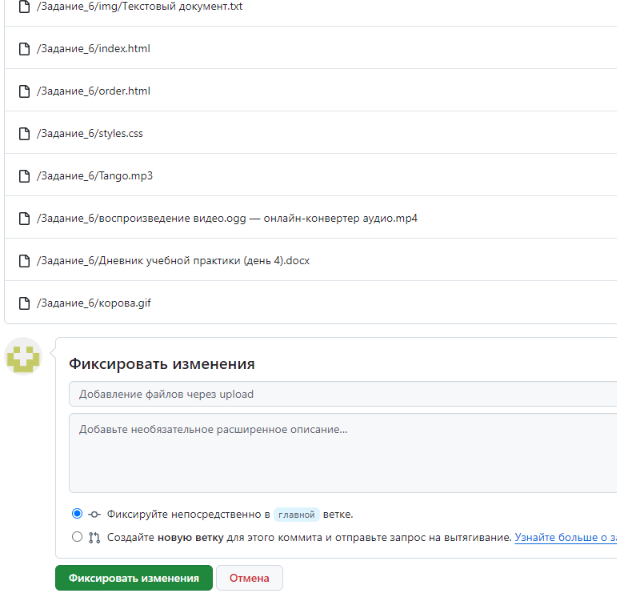 /Задание_6/img/Текстовый документ.txt
/Задание_6/index.html
/Задание_6/order.html
/Задание_6/styles.css
/Задание_6/Tango.mp3
/Задание_6/воспроизведение видео.ogg — онлайн-конвертер аудио.mp4
/Задание_6/Дневник учебной практики (день 4).docx
/Задание_6/корова.gif
Фиксировать изменения
Добавление файлов через upload
Добавьте необязательное расширенное описание...
Фиксируйте непосредственно в главной ветке.
Создайте новую ветку для этого коммита и отправьте запрос на вытягивание. Узнайте больше о
Фиксировать изменения Отмена